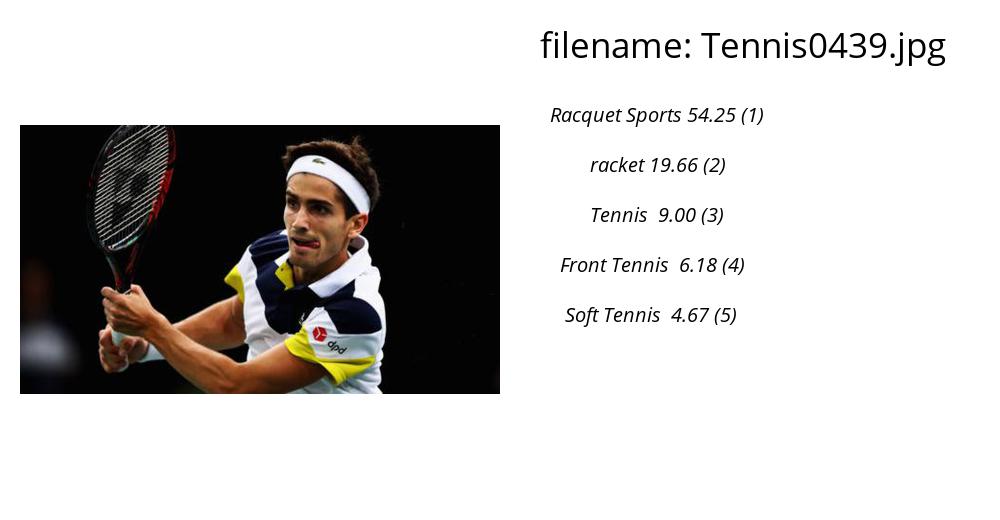 filename: Tennis0439.jpg
Racquet Sports 54.25 (1)
racket 19.66 (2)
Tennis 9.00 (3)
Front Tennis 6.18 (4)
Soft Tennis 4.67 (5)
dpd